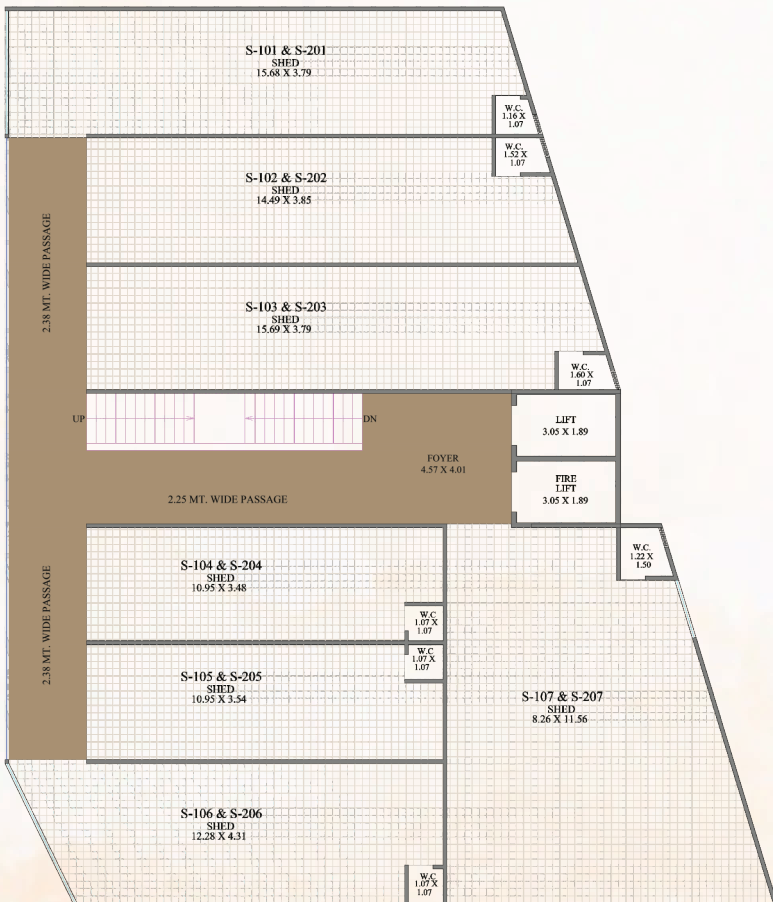 S-101 & S-201
SHED
15.68 X 3.79
W.C.
1.16 X
1.07
W.C.
1.52 X
1.07
S-102 & S-202
SHED
14.49 X 3.85
2.38 MT. WIDE PASSAGE
S-103 & S-203
SHED
15.69 X 3.79
W.C.
1.60 X
1.07
UP
DN
LIFT
3.05 X 1.89
FOYER
4.57 X 4.01
FIRE
LIFT
3.05 X 1.89
2.25 MT. WIDE PASSAGE
W.C.
1.22 X
1.50
S-104 & S-204
SHED
10.95 X 3.48
W.C
1.07 X
1.07
2.38 MT. WIDE PASSAGE
W.C
1.07 X
1.07
S-105 & S-205
SHED
10.95 X 3.54
S-107 & S-207
SHED
8.26 X 11.56
S-106 & S-206
SHED
12.28 X 4.31
W.C
1.07 X
1.07